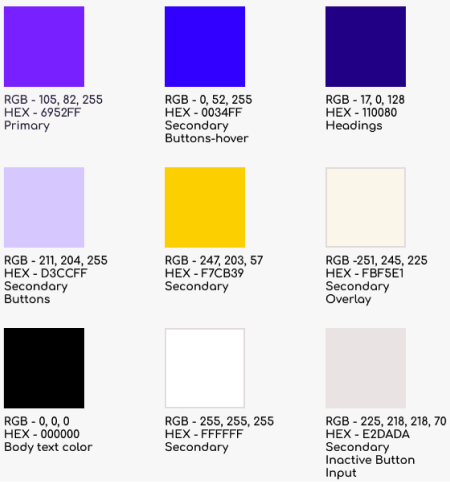 RGB - 105, 82, 255
HEX - 6952FF
Primary
RGB - 0, 52, 255
HEX - 0034FF
Secondary
Buttons-hover
RGB - 17, 0, 128
HEX - 110080
Headings
RGB - 211, 204, 255
HEX - D3CCFF
Secondary
Buttons
RGB - 247, 203, 57
HEX - F7CB39
Secondary
RGB -251, 245, 225
HEX - FBF5E1
Secondary
Overlay
RGB - 0, 0, 0
HEX - 000000
Body text color
RGB - 255, 255, 255
HEX - FFFFFF
Secondary
RGB - 225, 218, 218, 70
HEX - E2DADA
Secondary
Inactive Button
Input